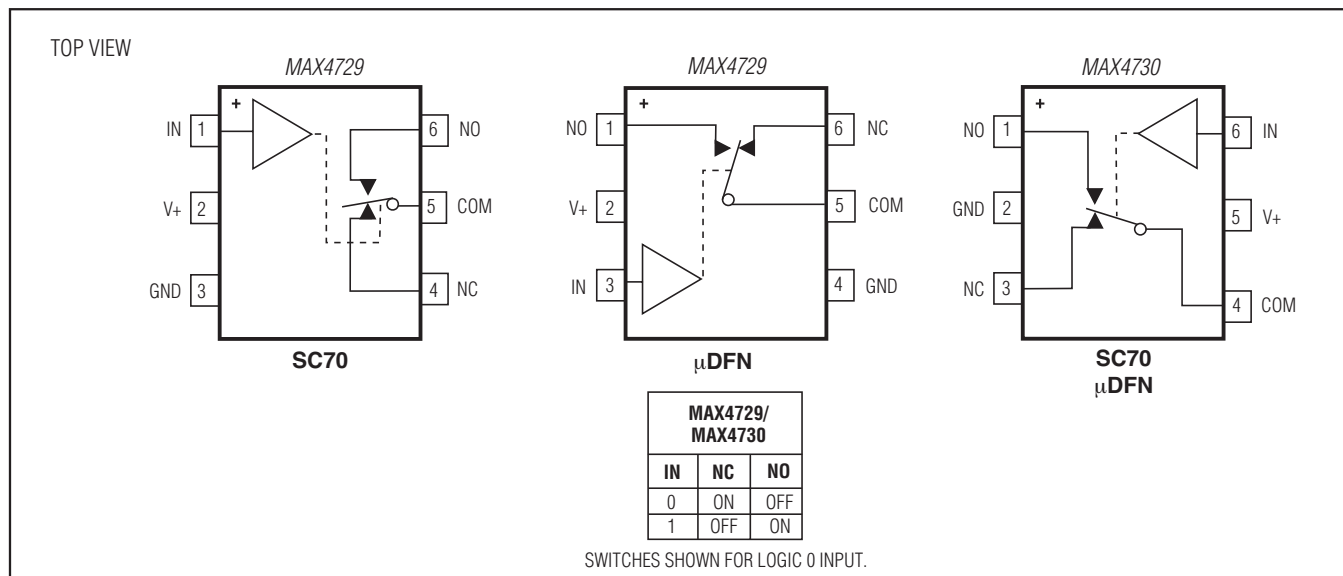 TOP VIEW
MAX4729
+
IN 1
6 NO
V+ 2
5 COM
GND 3
4 NC
SC70
MAX4729
+
NO 1
6 NC
V+ 2
5 COM
IN 3
4 GND
µDFN
MAX4730
+
NO 1
6 IN
GND 2
5 V+
NC 3
4 COM
SC70
µDFN
MAX4729/
MAX4730
IN NC NO
0 ON OFF
1 OFF ON
SWITCHES SHOWN FOR LOGIC 0 INPUT.